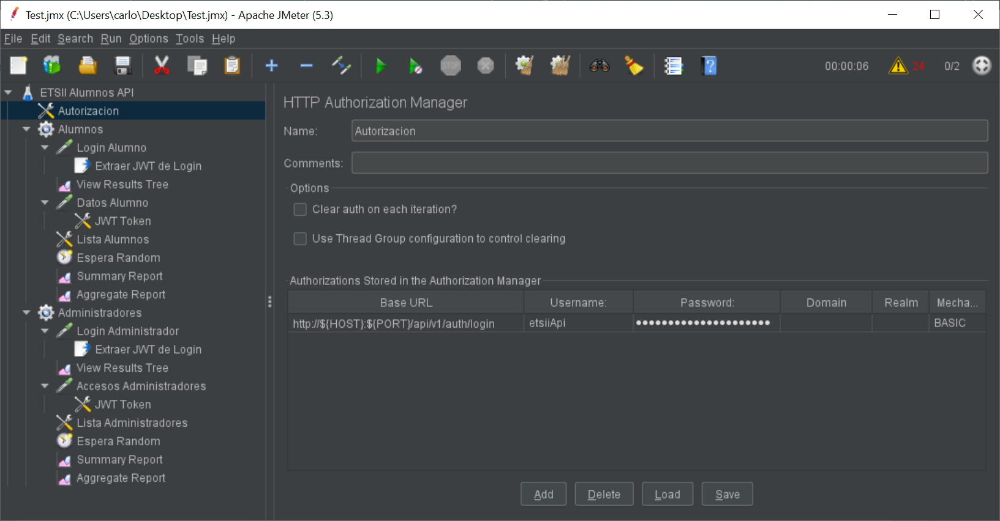 Test.jmx (C:\Users\carlo\Desktop\Test.jmx) - Apache JMeter (5.3)
File Edit Search Run Options Tools Help
STOP
00:00:06 24 0/2
ETSII Alumnos API
Autorizacion
Alumnos
Login Alumno
Extraer JWT de Login
View Results Tree
Datos Alumno
JWT Token
Lista Alumnos
Espera Random
Summary Report
Aggregate Report
Administradores
Login Administrador
Extraer JWT de Login
View Results Tree
Accesos Administradores
JWT Token
Lista Administradores
Espera Random
Summary Report
Aggregate Report
HTTP Authorization Manager
Name: Autorizacion
Comments:
Options
Clear auth on each iteration?
Use Thread Group configuration to control clearing
Authorizations Stored in the Authorization Manager
Base URL Username: Password: Domain Realm Mecha...
http://${HOST}:${PORT}/api/v1/auth/login etsiiApi ••••••••••••••••••••• BASIC
Add Delete Load Save